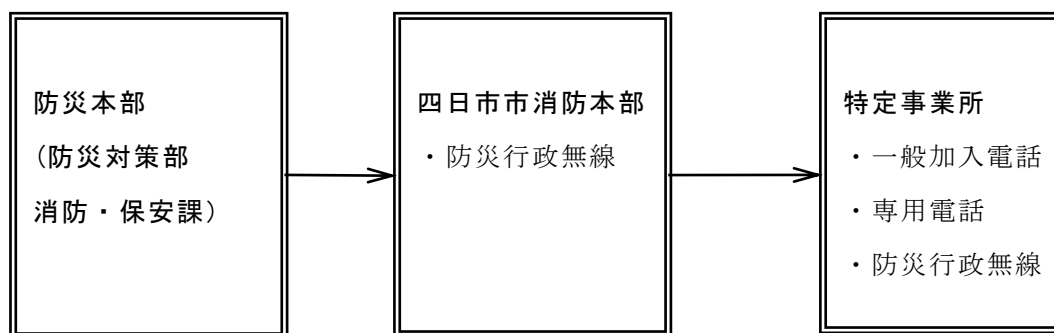 防災本部
（防災対策部
消防・保安課）
四日市市消防本部
・防災行政無線
特定事業所
・一般加入電話
・専用電話
・防災行政無線